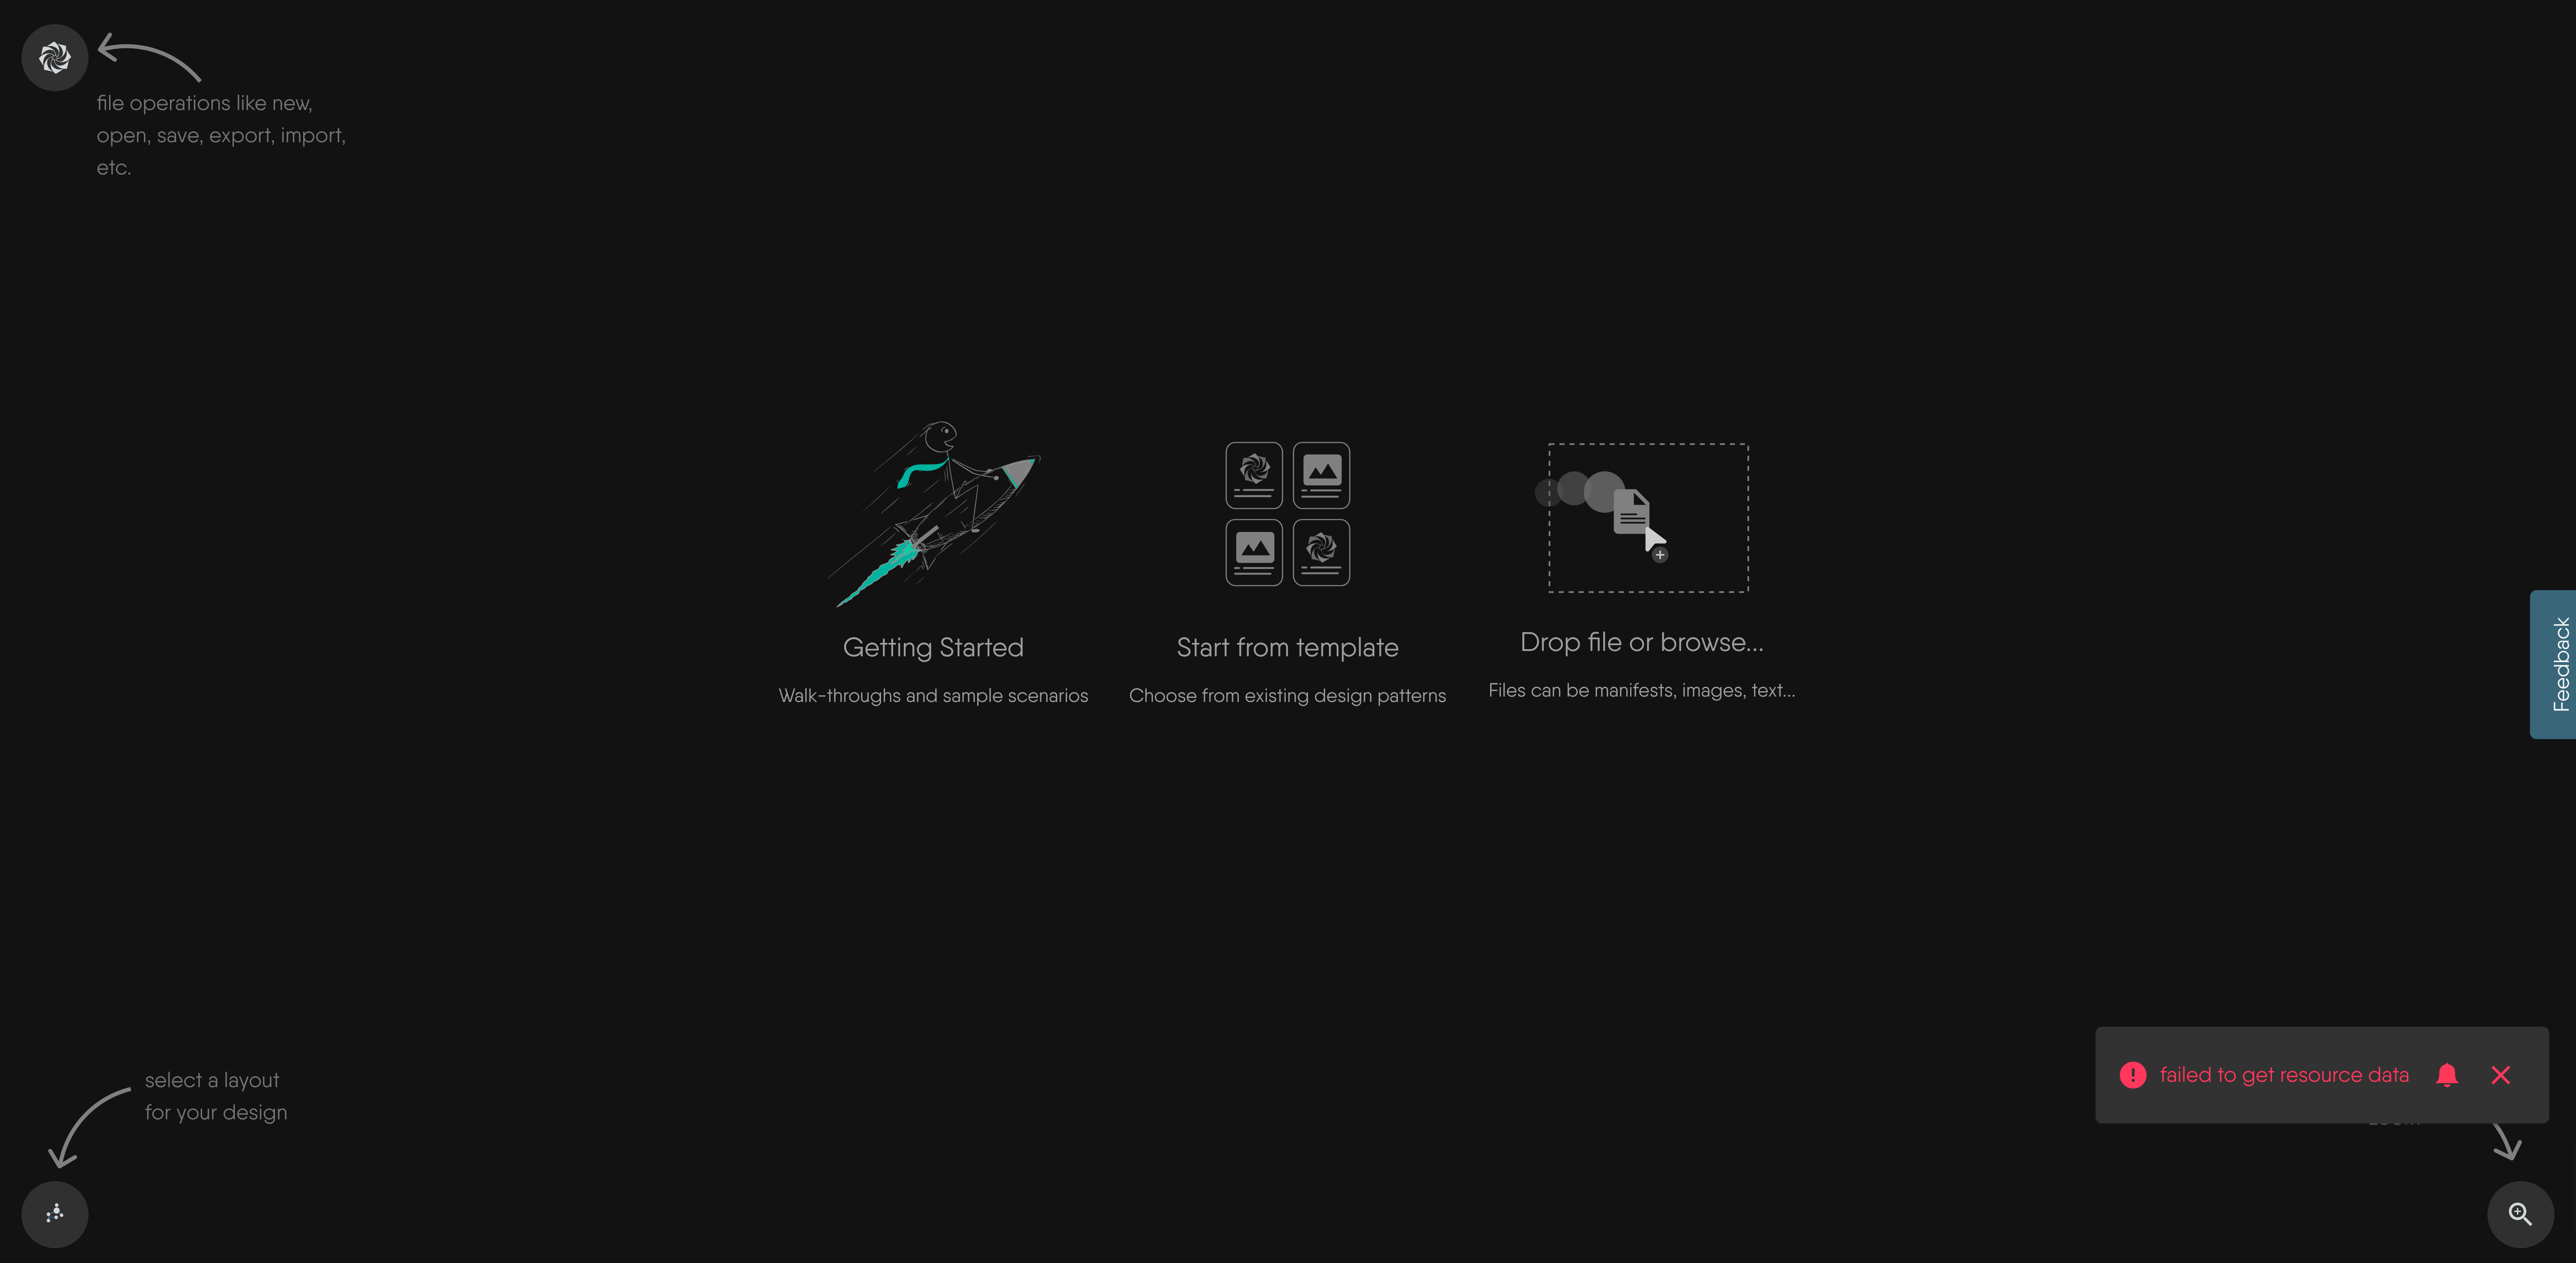 file operations like new,
open, save, export, import,
etc.
Getting Started
Walk-throughs and sample scenarios
Start from template
Choose from existing design patterns
Drop file or browse...
Files can be manifests, images, text...
Feedback
select a layout
for your design
failed to get resource data